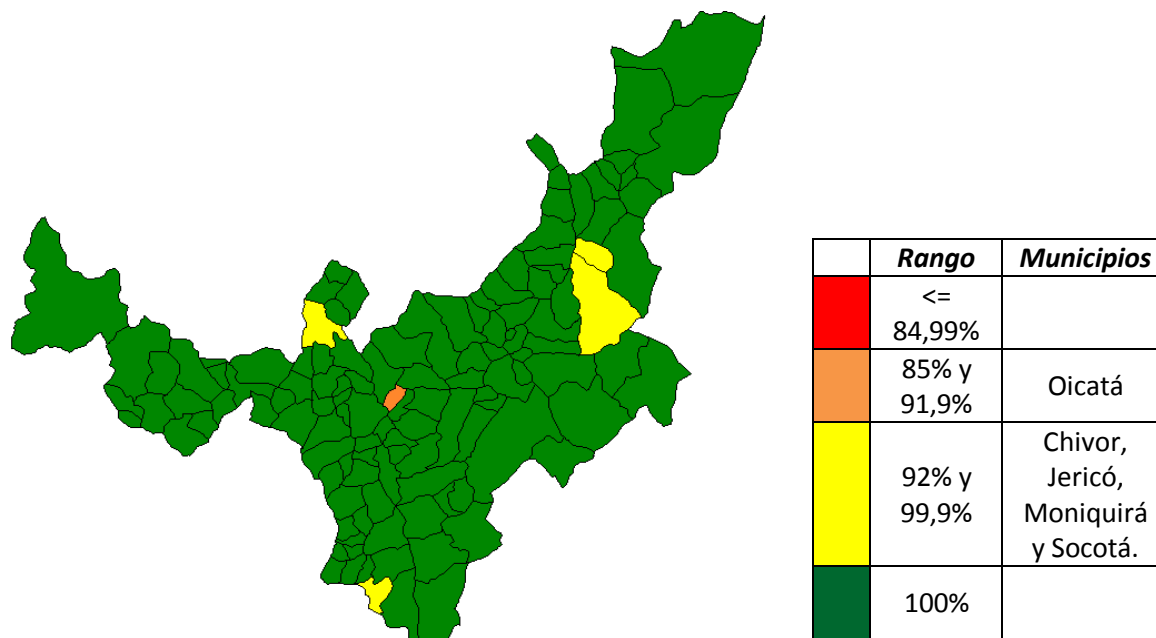 Rango Municipios
<=
84,99%
85% y
91,9%
Oicatá
92% y
99,9%
Chivor,
Jericó,
Moniquirá
y Socotá.
100%